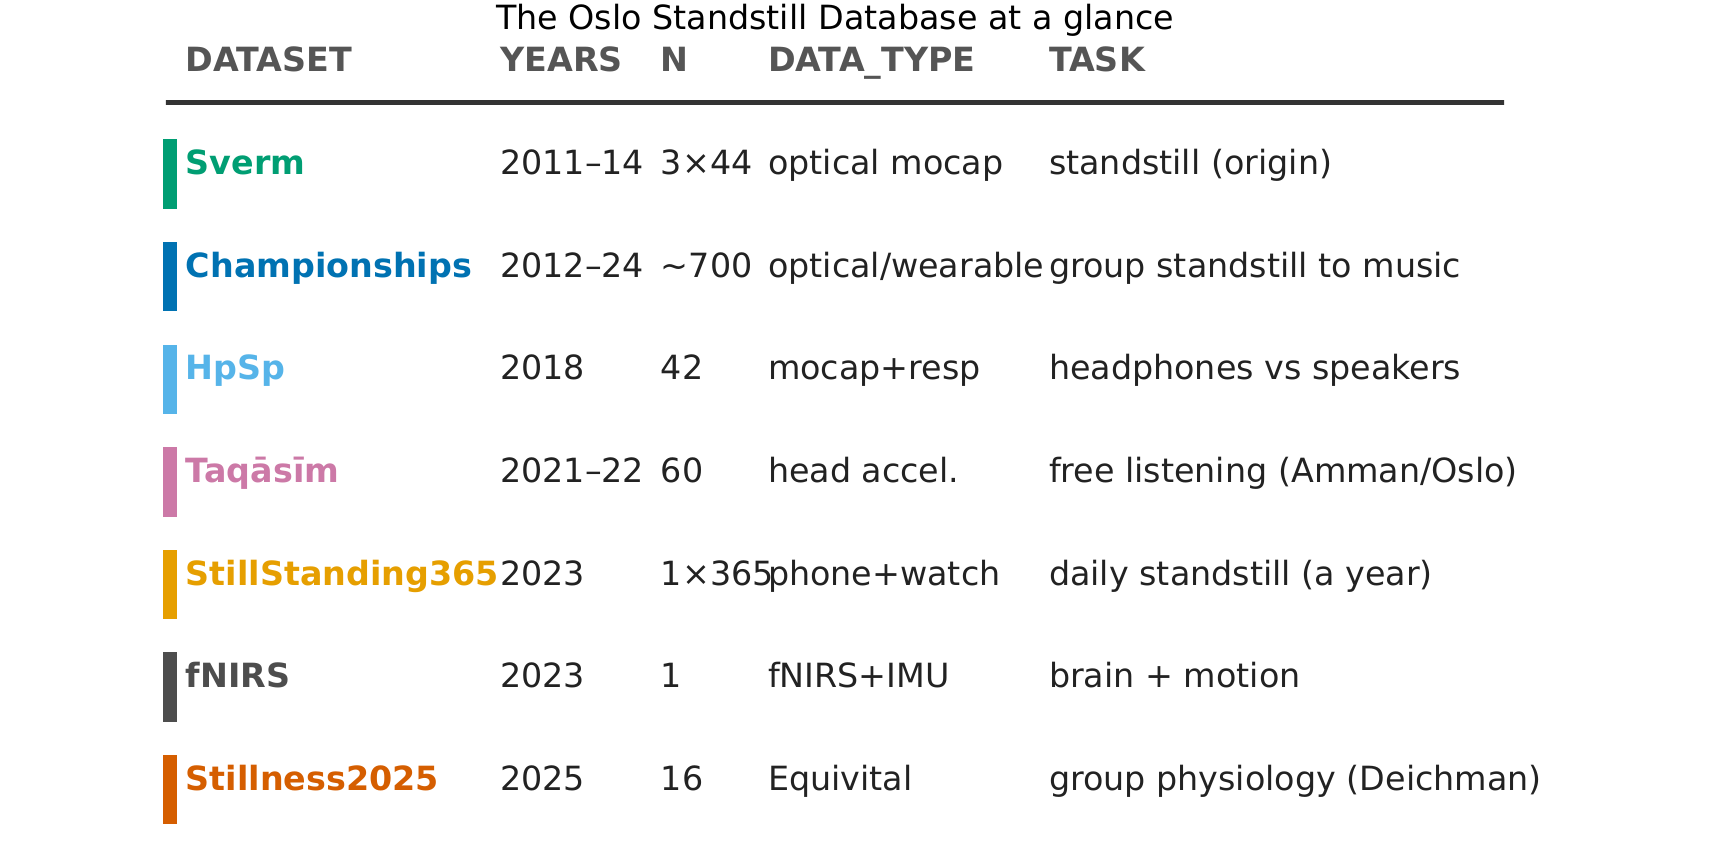 The Oslo Standstill Database at a glance
DATASET YEARS N DATA_TYPE TASK
Sverm 2011–14 3×44 optical mocap standstill (origin)
Championships 2012–24 ~700 optical/wearable group standstill to music
HpSp 2018 42 mocap+resp headphones vs speakers
Taqāsīm 2021–22 60 head accel. free listening (Amman/Oslo)
StillStanding365 2023 1×365 phone+watch daily standstill (a year)
fNIRS 2023 1 fNIRS+IMU brain + motion
Stillness2025 2025 16 Equivital group physiology (Deichman)